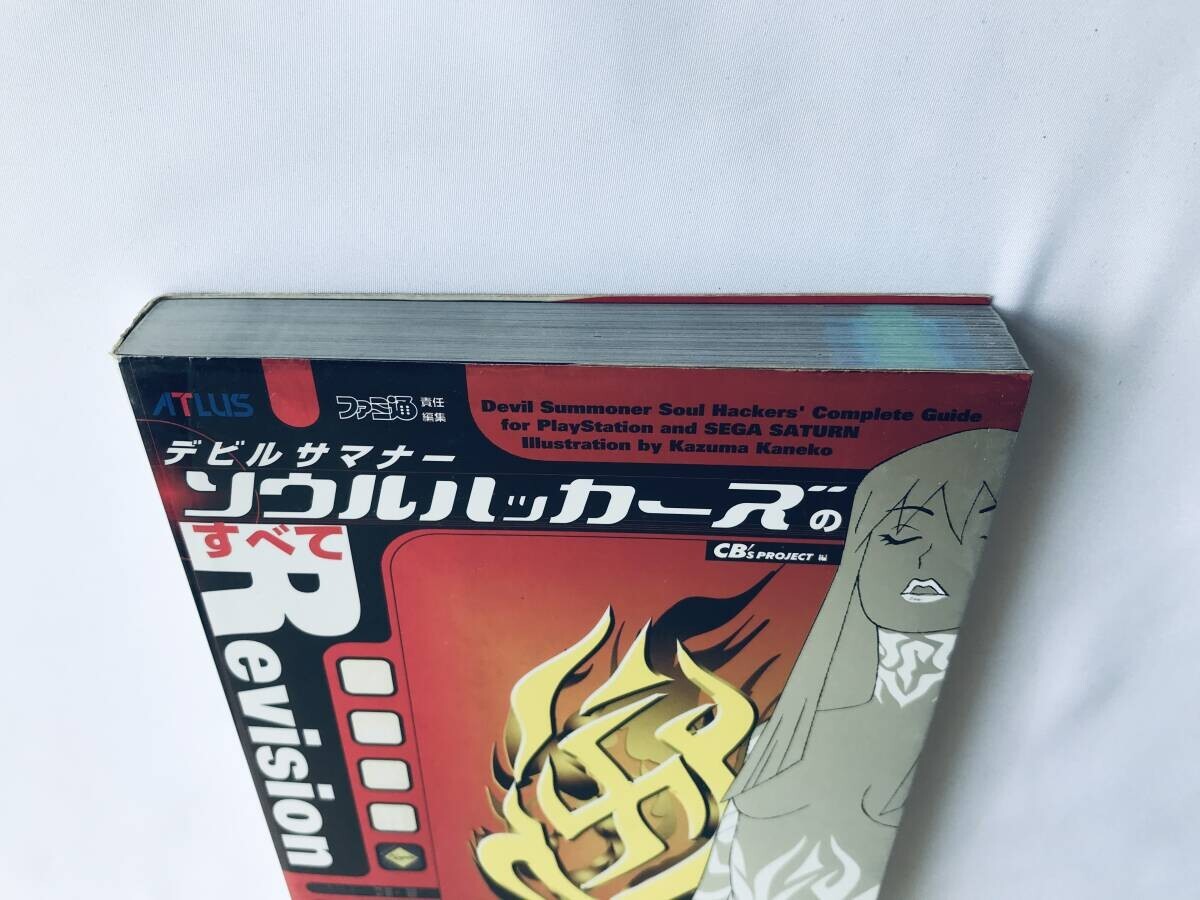 ATLUS
ファミ通 責任
編集
Devil Summoner Soul Hackers' Complete Guide
for PlayStation and SEGA SATURN
Illustration by Kazuma Kaneko
デビルサマナー
ソウルハッカーズの
すべて
CB's PROJECT 編
Revision